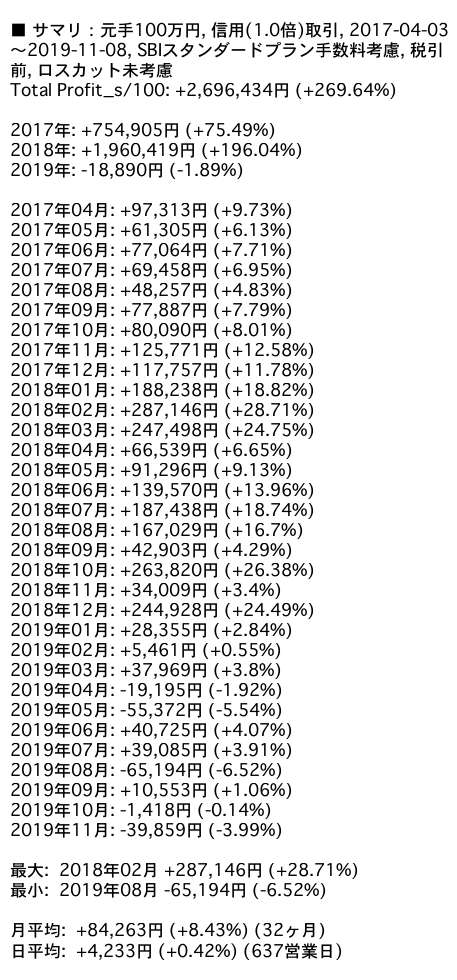 ■ サマリ：元手100万円, 信用(1.0倍)取引, 2017-04-03
〜2019-11-08, SBIスタンダードプラン手数料考慮, 税引
前, ロスカット未考慮
Total Profit_s/100: +2,696,434円 (+269.64%)
2017年: +754,905円 (+75.49%)
2018年: +1,960,419円 (+196.04%)
2019年: -18,890円 (-1.89%)
2017年04月: +97,313円 (+9.73%)
2017年05月: +61,305円 (+6.13%)
2017年06月: +77,064円 (+7.71%)
2017年07月: +69,458円 (+6.95%)
2017年08月: +48,257円 (+4.83%)
2017年09月: +77,887円 (+7.79%)
2017年10月: +80,090円 (+8.01%)
2017年11月: +125,771円 (+12.58%)
2017年12月: +117,757円 (+11.78%)
2018年01月: +188,238円 (+18.82%)
2018年02月: +287,146円 (+28.71%)
2018年03月: +247,498円 (+24.75%)
2018年04月: +66,539円 (+6.65%)
2018年05月: +91,296円 (+9.13%)
2018年06月: +139,570円 (+13.96%)
2018年07月: +187,438円 (+18.74%)
2018年08月: +167,029円 (+16.7%)
2018年09月: +42,903円 (+4.29%)
2018年10月: +263,820円 (+26.38%)
2018年11月: +34,009円 (+3.4%)
2018年12月: +244,928円 (+24.49%)
2019年01月: +28,355円 (+2.84%)
2019年02月: +5,461円 (+0.55%)
2019年03月: +37,969円 (+3.8%)
2019年04月: -19,195円 (-1.92%)
2019年05月: -55,372円 (-5.54%)
2019年06月: +40,725円 (+4.07%)
2019年07月: +39,085円 (+3.91%)
2019年08月: -65,194円 (-6.52%)
2019年09月: +10,553円 (+1.06%)
2019年10月: -1,418円 (-0.14%)
2019年11月: -39,859円 (-3.99%)
最大: 2018年02月 +287,146円 (+28.71%)
最小: 2019年08月 -65,194円 (-6.52%)
月平均: +84,263円 (+8.43%) (32ヶ月)
日平均: +4,233円 (+0.42%) (637営業日)